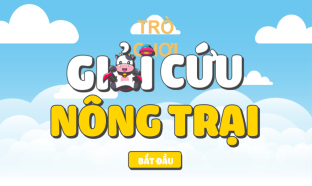 TRÒ
CHƠI
GIẢI CỨU
NÔNG TRẠI
BẮT ĐẦU